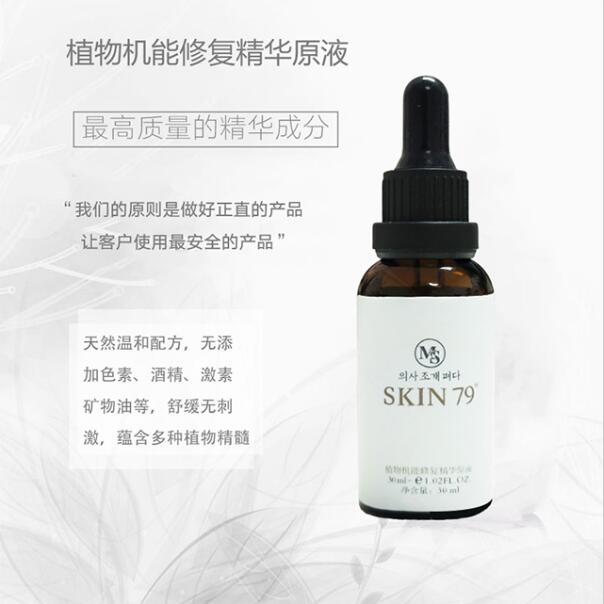 植物机能修复精华原液
最高质量的精华成分
“我们的原则是做好正直的产品
让客户使用最安全的产品”
天然温和配方，无添
加色素、酒精、激素
矿物油等，舒缓无刺
激，蕴含多种植物精髓
MS
의사 조개 펴다
SKIN 79®
植物机能修复精华原液
30ml- ℮1.02FL.OZ.
净含量：30ml